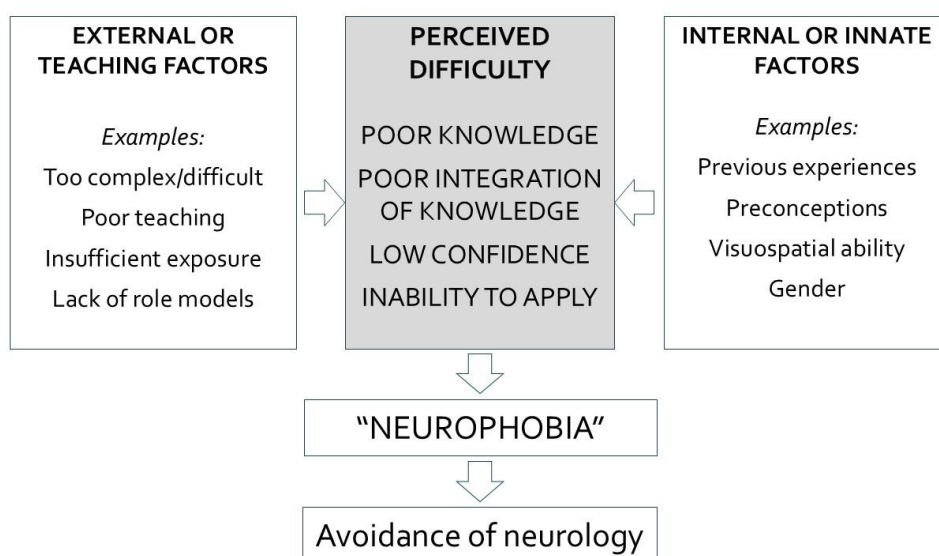 EXTERNAL OR
TEACHING FACTORS
Examples:
Too complex/difficult
Poor teaching
Insufficient exposure
Lack of role models
PERCEIVED
DIFFICULTY
POOR KNOWLEDGE
POOR INTEGRATION
OF KNOWLEDGE
LOW CONFIDENCE
INABILITY TO APPLY
INTERNAL OR INNATE
FACTORS
Examples:
Previous experiences
Preconceptions
Visuospatial ability
Gender
“NEUROPHOBIA”
Avoidance of neurology